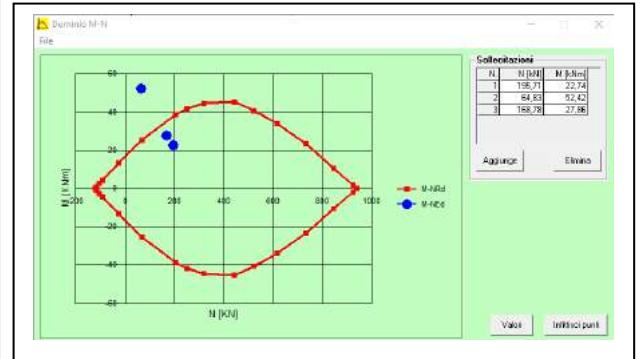 Dominio M-N
File
Sollecitazioni
N. N [kN] M [kNm]
1 195,71 22,74
2 64,83 52,42
3 168,78 27,86
Aggiunge Elimina
60
40
20
0
-20
-40
-60
-200 0 200 400 600 800 1000
M [KNm]
N [KN]
M-NRd
M-NEd
Valori Infittisci punti